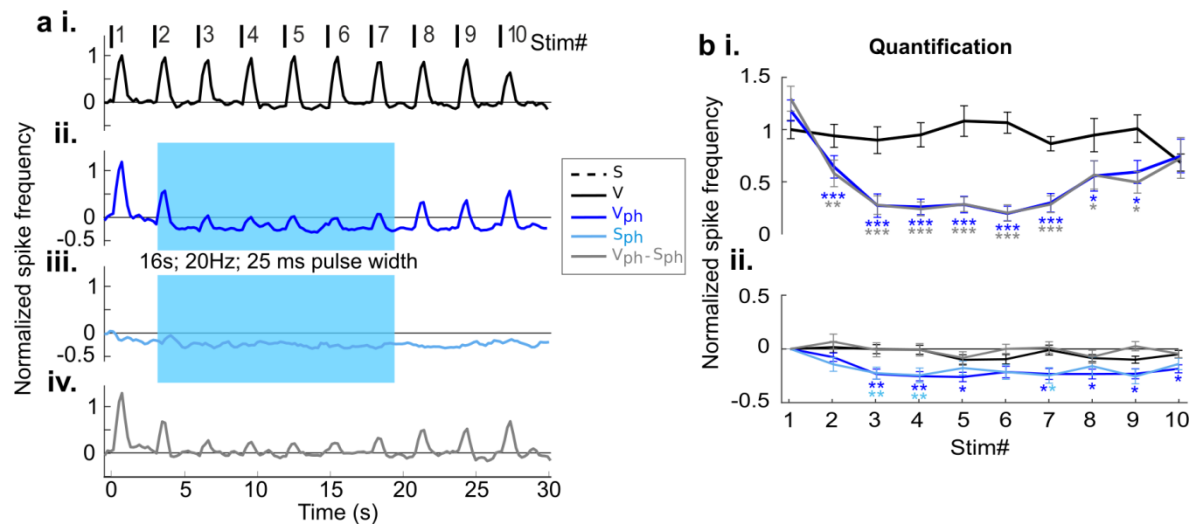 a i.
1 2 3 4 5 6 7 8 9 10 Stim#
1
0
ii.
1
0
-0.5
16s; 20Hz; 25 ms pulse width
iii.
1
0
-0.5
iv.
1
0
0 5 10 15 20 25 30
Time (s)
Normalized spike frequency
S
V
Vph
Sph
Vph-Sph
b i.
Quantification
1.5
1
0.5
0
*** *** *** *** *** *** * *
** *** *** *** *** *** * *
ii.
0
-0.5
** ** * * * * * *
** ** *
1 2 3 4 5 6 7 8 9 10
Stim#
Normalized spike frequency